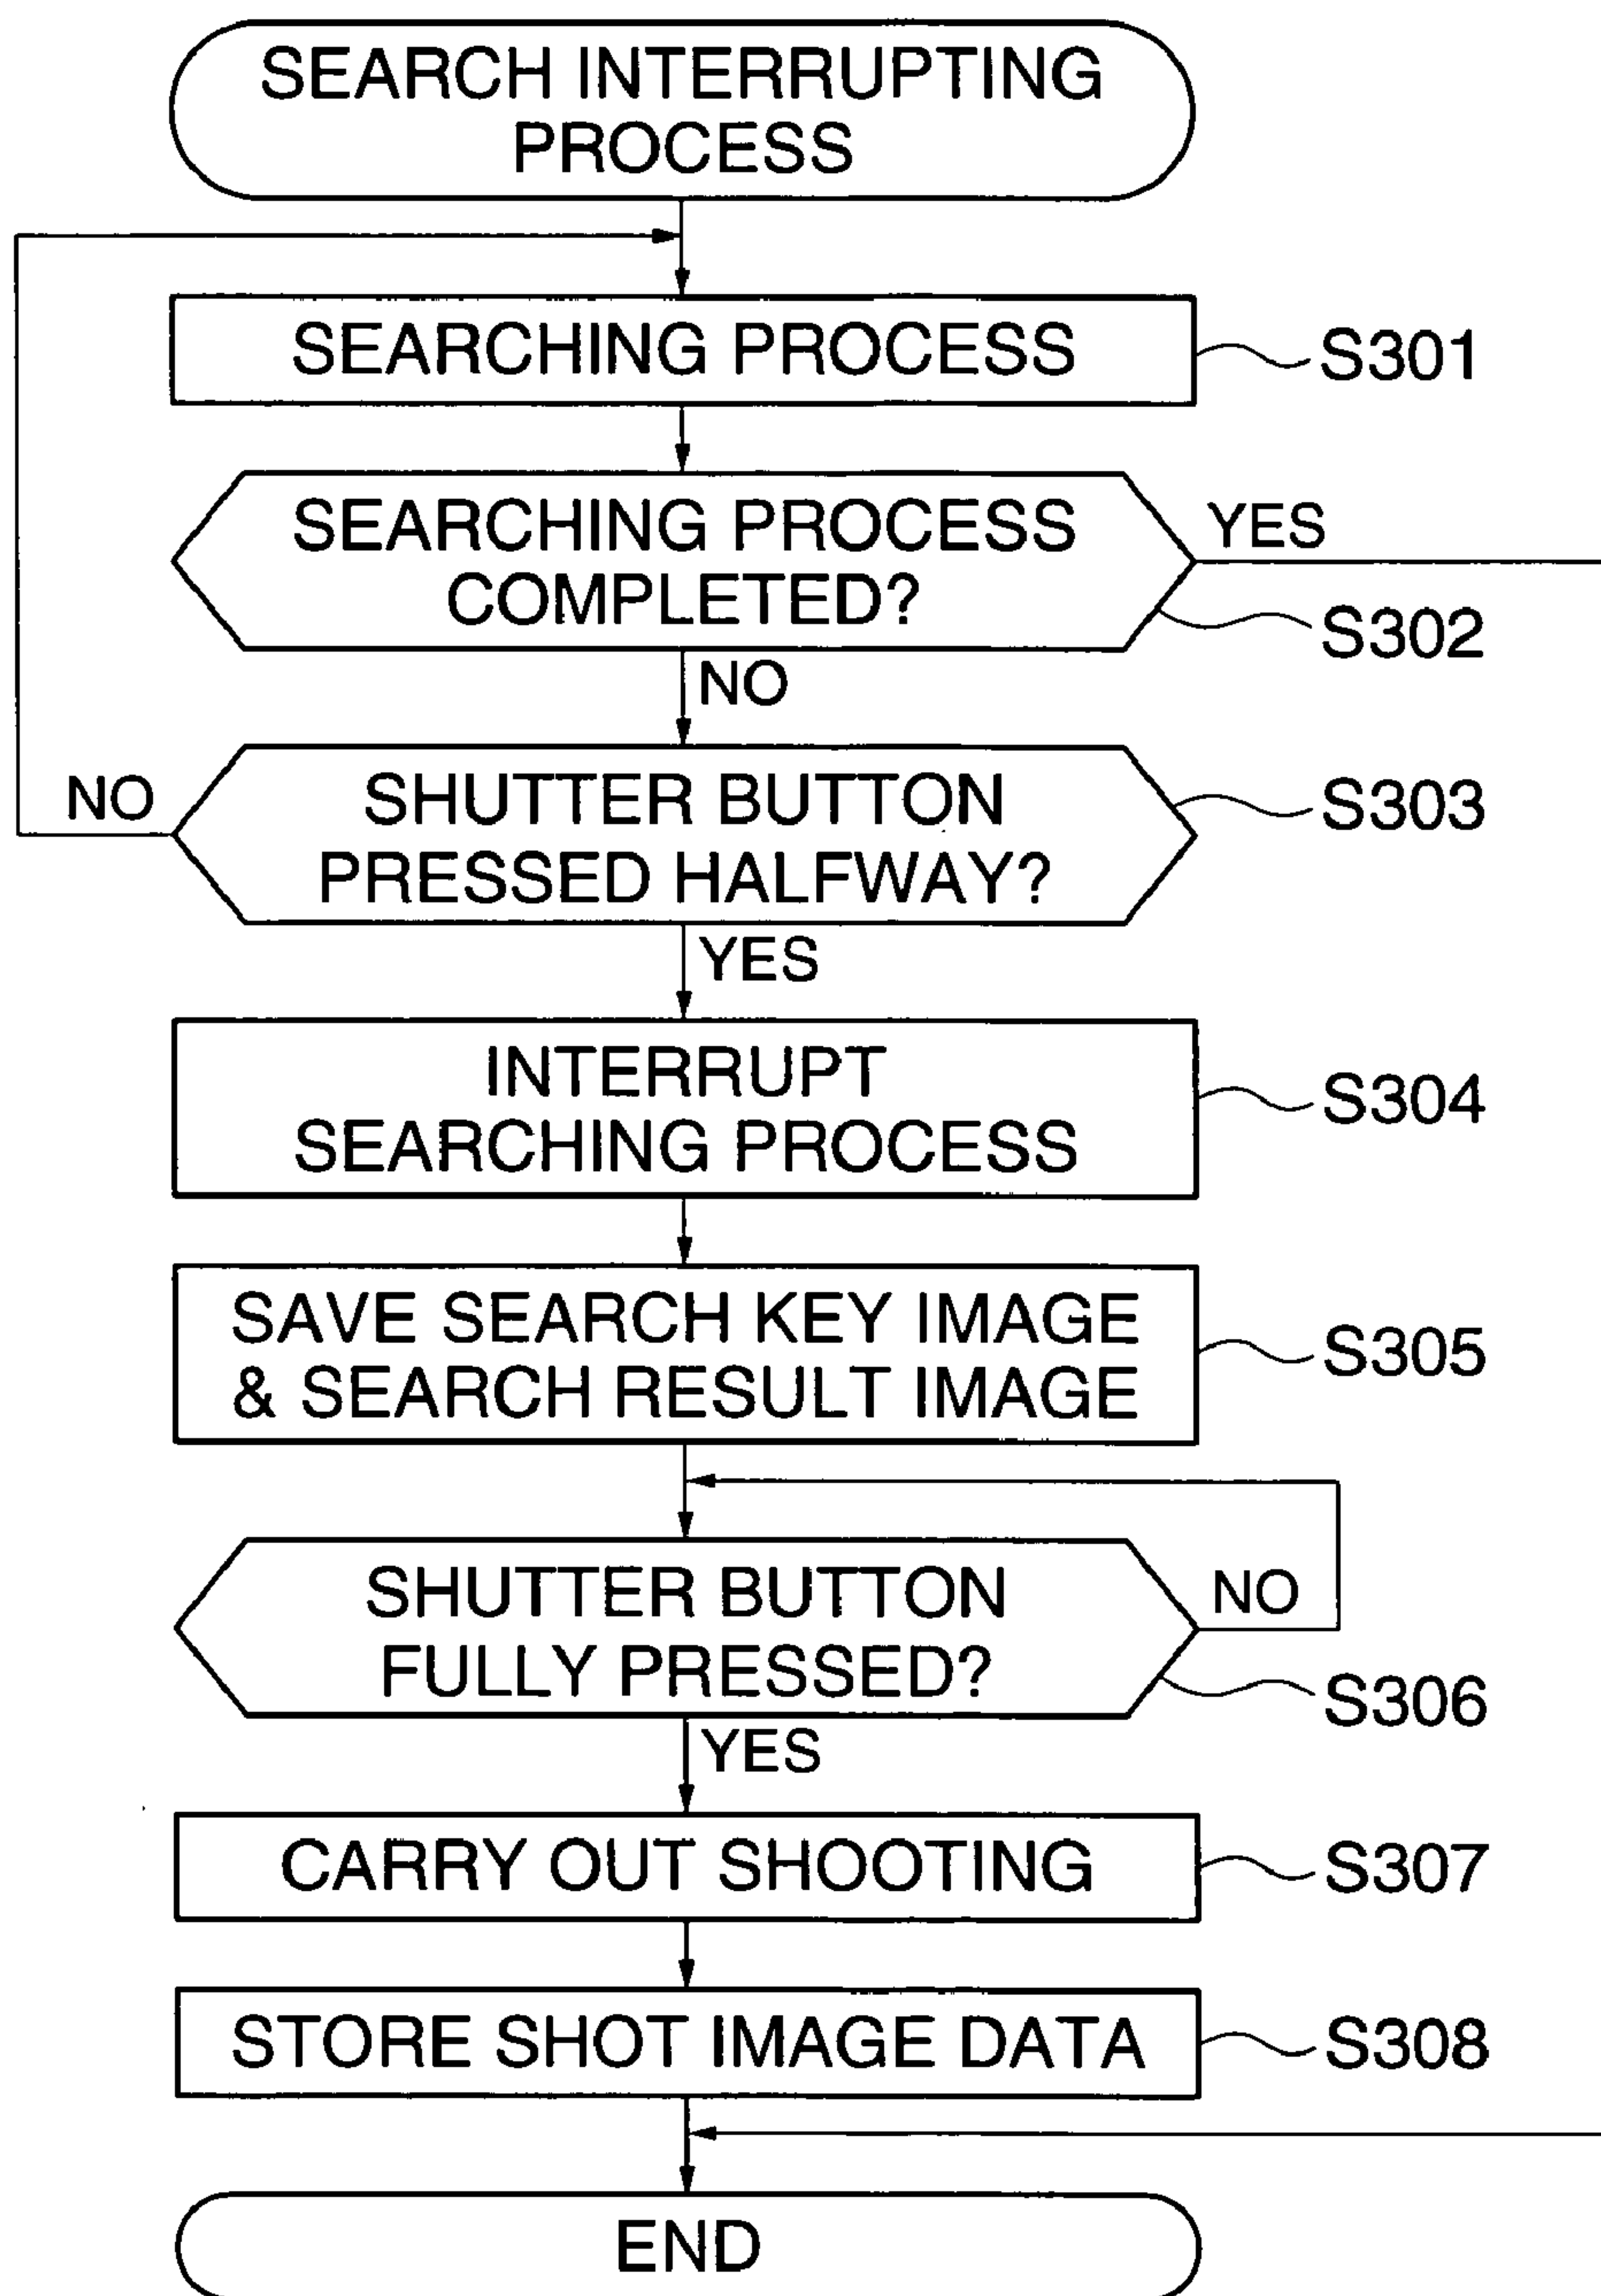 SEARCH INTERRUPTING
PROCESS
SEARCHING PROCESS
S301
SEARCHING PROCESS
COMPLETED?
YES
S302
NO
SHUTTER BUTTON
PRESSED HALFWAY?
NO
S303
YES
INTERRUPT
SEARCHING PROCESS
S304
SAVE SEARCH KEY IMAGE
& SEARCH RESULT IMAGE
S305
SHUTTER BUTTON
FULLY PRESSED?
NO
S306
YES
CARRY OUT SHOOTING
S307
STORE SHOT IMAGE DATA
S308
END